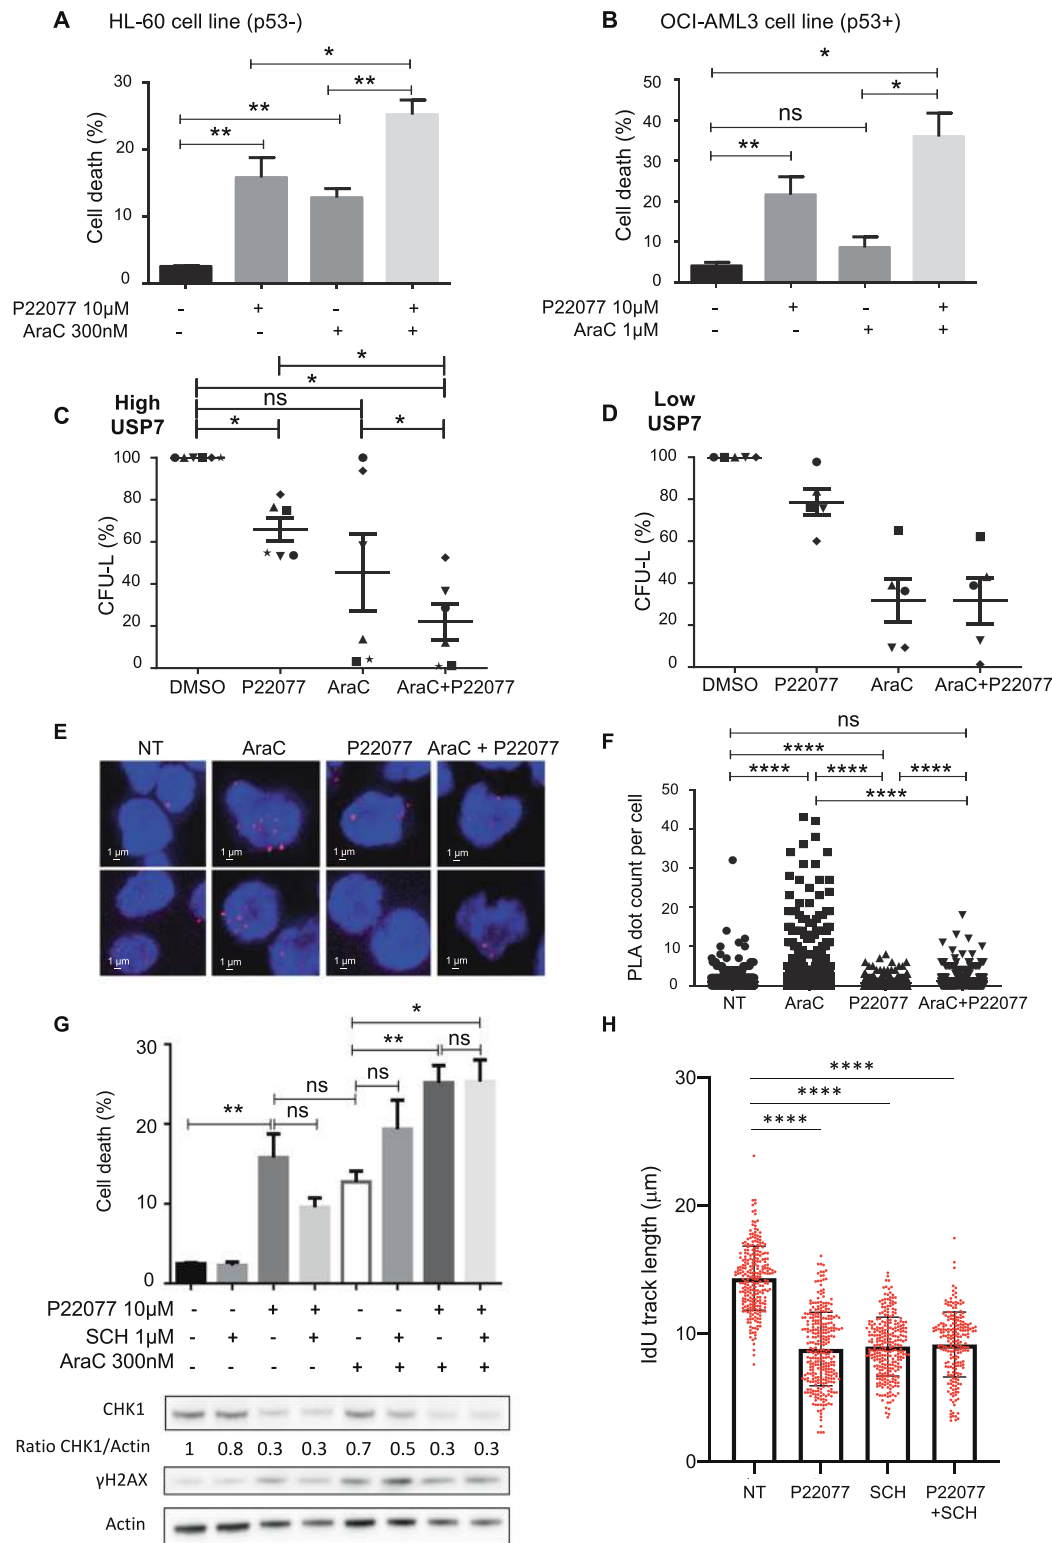 A HL-60 cell line (p53-)
Cell death (%)
30
20
10
0
**
**
*
**
P22077 10µM - + - +
AraC 300nM - - + +
B OCI-AML3 cell line (p53+)
Cell death (%)
50
40
30
20
10
0
**
ns
*
*
P22077 10µM - + - +
AraC 1µM - - + +
C High
USP7
*
*
ns
*
*
CFU-L (%)
100
80
60
40
20
0
DMSO P22077 AraC AraC+P22077
D Low
USP7
CFU-L (%)
100
80
60
40
20
0
DMSO P22077 AraC AraC+P22077
E
NT AraC P22077 AraC + P22077
1 µm 1 µm 1 µm 1 µm
1 µm 1 µm 1 µm 1 µm
F
ns
****
**** **** ****
****
PLA dot count per cell
50
40
30
20
10
0
NT AraC P22077 AraC+P22077
G
*
** ns
ns ns
** ns
Cell death (%)
30
20
10
0
P22077 10µM - - + + - - + +
SCH 1µM - + - + - + - +
AraC 300nM - - - - + + + +
CHK1
Ratio CHK1/Actin 1 0.8 0.3 0.3 0.7 0.5 0.3 0.3
γH2AX
Actin
H
****
****
****
IdU track length (µm)
30
20
10
0
NT P22077 SCH P22077
+SCH